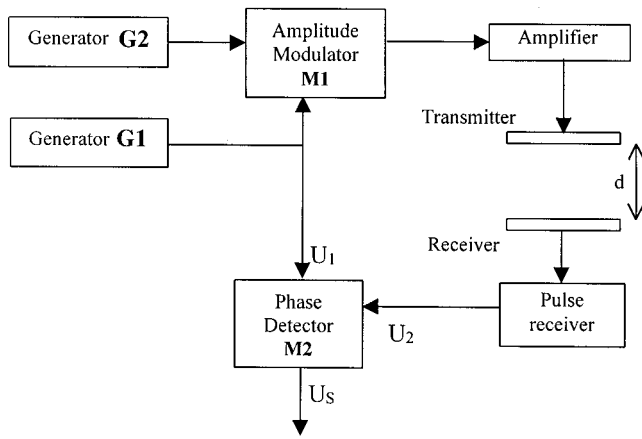 Generator G2
Amplitude
Modulator
M1
Amplifier
Generator G1
Transmitter
d
U1
Receiver
Phase
Detector
M2
U2
Pulse
receiver
US